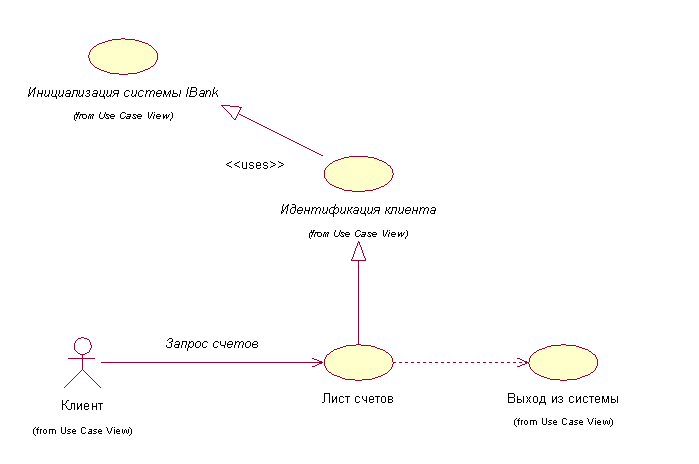 Инициализация системы IBank
(from Use Case View)
<<uses>>
Идентификация клиента
(from Use Case View)
Запрос счетов
Клиент
(from Use Case View)
Лист счетов
Выход из системы
(from Use Case View)